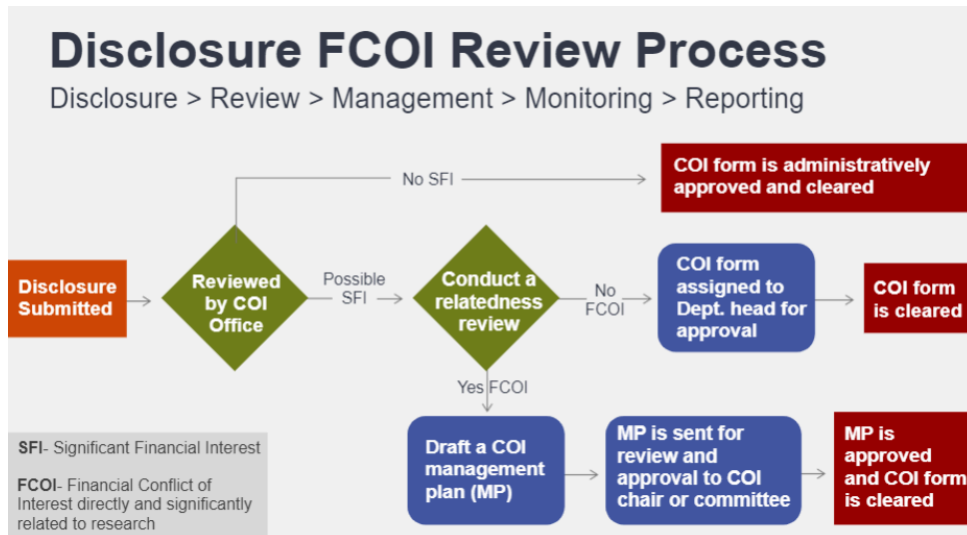 Disclosure FCOI Review Process
Disclosure > Review > Management > Monitoring > Reporting
No SFI
COI form is administratively
approved and cleared
Disclosure
Submitted
Reviewed
by COI
Office
Possible
SFI
Conduct a
relatedness
review
No
FCOI
COI form
assigned to
Dept. head for
approval
COI form
is cleared
Yes FCOI
Draft a COI
management
plan (MP)
MP is sent for
review and
approval to COI
chair or committee
MP is
approved
and COI form
is cleared
SFI- Significant Financial Interest
FCOI- Financial Conflict of
Interest directly and significantly
related to research